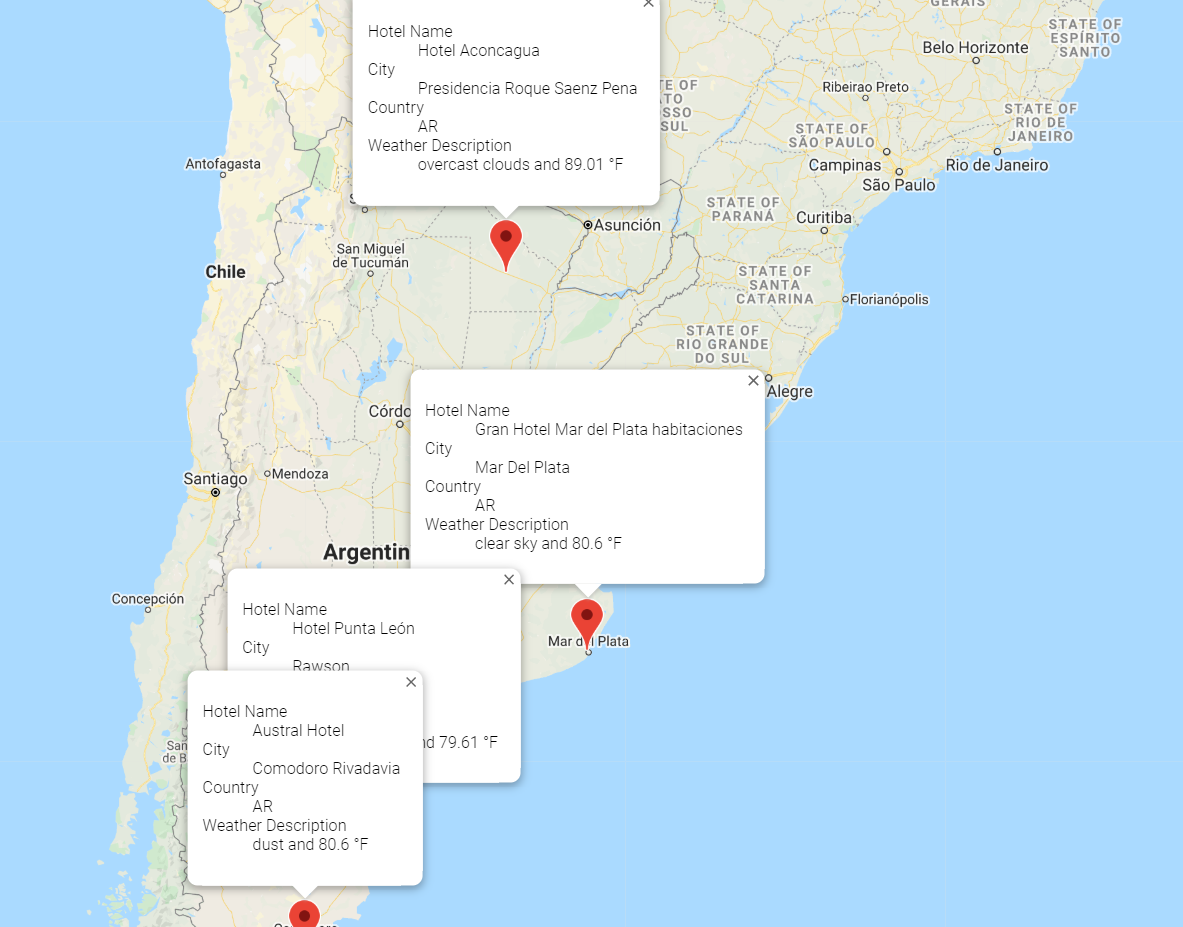 GERAIS
STATE OF
ESPÍRITO
SANTO
Belo Horizonte
Ribeirao Preto
STATE OF
RIO DE
JANEIRO
STATE OF
SÃO PAULO
Campinas
Rio de Janeiro
São Paulo
SUL
Antofagasta
×
Hotel Name
Hotel Aconcagua
City
Presidencia Roque Saenz Pena
Country
AR
Weather Description
overcast clouds and 89.01 °F
STATE OF
PARANÁ
Curitiba
Asunción
San Miguel
de Tucumán
Chile
STATE OF
SANTA
CATARINA
Florianópolis
STATE OF
RIO GRANDE
DO SUL
Alegre
×
Hotel Name
Gran Hotel Mar del Plata habitaciones
City
Mar Del Plata
Country
AR
Weather Description
clear sky and 80.6 °F
Santiago
Mendoza
Concepción
Mar del Plata
×
Hotel Name
Hotel Punta León
City
Rawson
79.61 °F
×
Hotel Name
Austral Hotel
City
Comodoro Rivadavia
Country
AR
Weather Description
dust and 80.6 °F